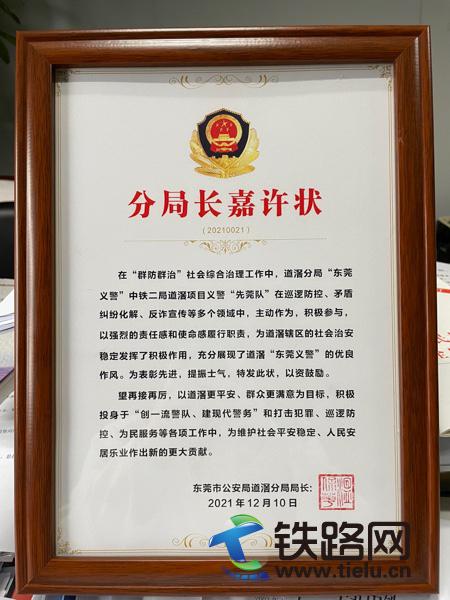 分局长嘉许状
(20210021)
在“群防群治”社会综合治理工作中，道滘分局“东莞
义警”中铁二局道滘项目义警“先莞队”在巡逻防控、矛盾
纠纷化解、反诈宣传等多个领域中，主动作为，积极参与，
以强烈的责任感和使命感履行职责，为道滘辖区的社会治安
稳定发挥了积极作用，充分展现了道滘“东莞义警”的优良
作风。为表彰先进，提振士气，特发此状，以资鼓励。
望再接再厉，以道滘更平安、群众更满意为目标，积极
投身于“创一流警队、建现代警务”和打击犯罪、巡逻防
控、为民服务等各项工作中，为维护社会平安稳定、人民安
居乐业作出新的更大贡献。
东莞市公安局道滘分局局长：
2021年12月10日
铁路网
www.tielu.cn